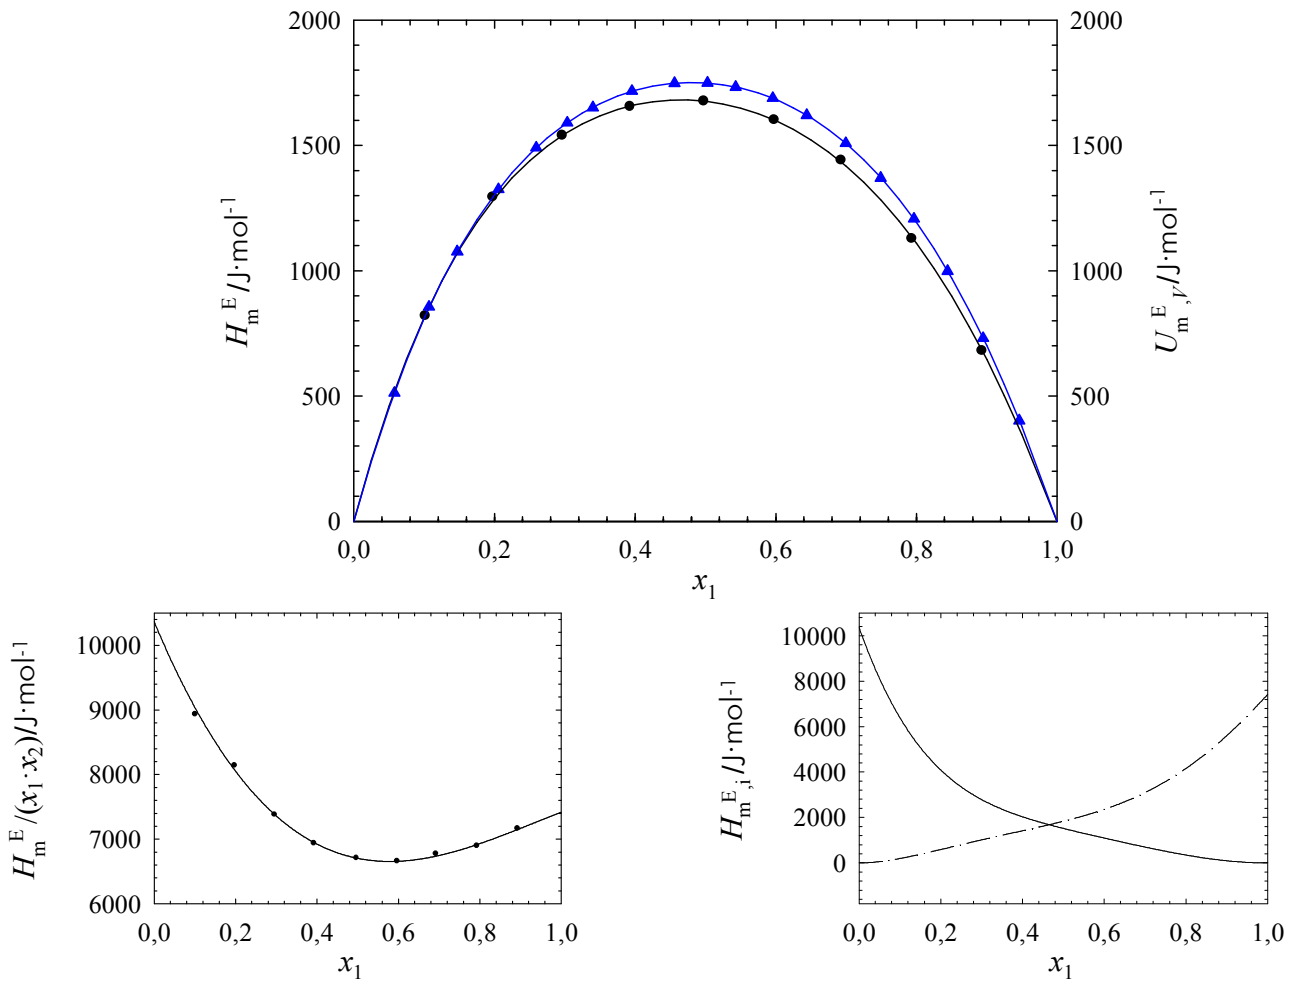 2000
1500
1000
500
0
H_m^E/J·mol^-1
2000
1500
1000
500
0
U_m^E,V/J·mol^-1
0,0 0,2 0,4 0,6 0,8 1,0
x_1
10000
9000
8000
7000
6000
H_m^E/(x_1·x_2)/J·mol^-1
0,0 0,2 0,4 0,6 0,8 1,0
x_1
10000
8000
6000
4000
2000
0
H_m^E,i/J·mol^-1
0,0 0,2 0,4 0,6 0,8 1,0
x_1